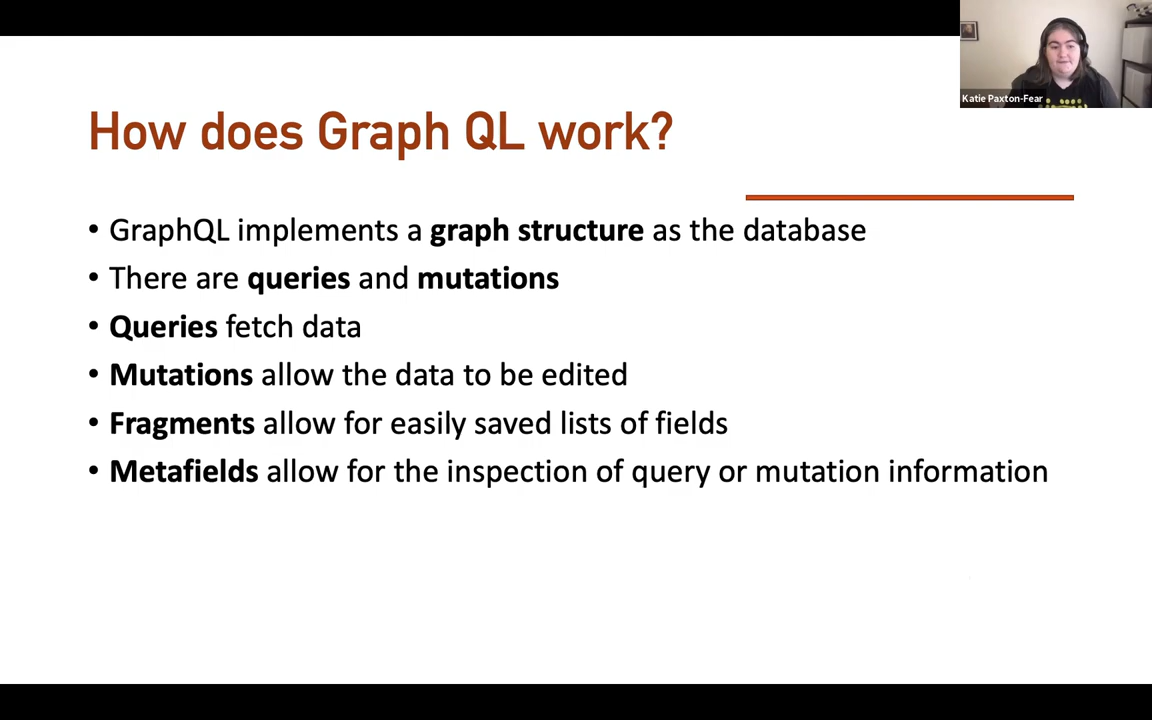 Katie Paxton-Fear
How does Graph QL work?
• GraphQL implements a graph structure as the database
• There are queries and mutations
• Queries fetch data
• Mutations allow the data to be edited
• Fragments allow for easily saved lists of fields
• Metafields allow for the inspection of query or mutation information